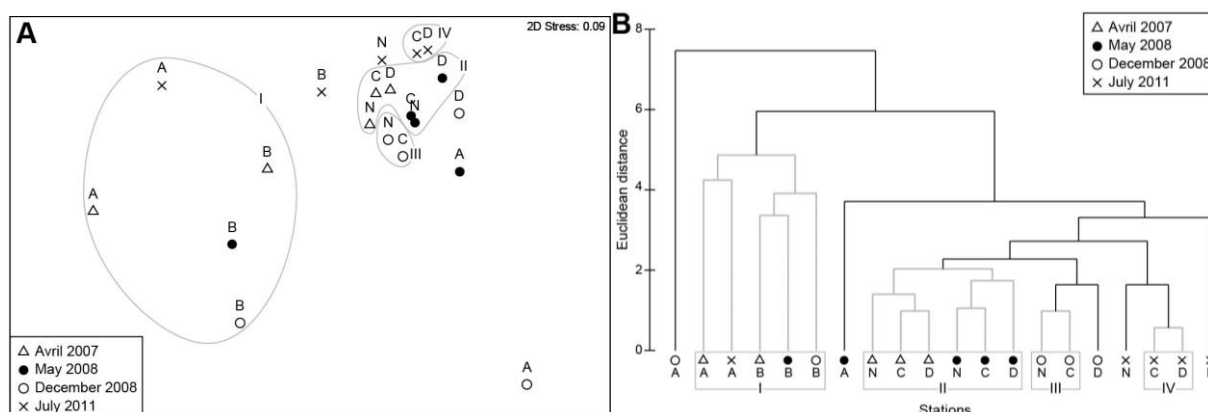 A
2D Stress: 0.09
N
C
D
IV
A
B
C
D
D
II
I
N
C
N
D
N
C
III
B
A
A
B
B
A
Avril 2007
May 2008
December 2008
July 2011
B
Avril 2007
May 2008
December 2008
July 2011
Euclidean distance
8
6
4
2
0
A A A B B B A N C D N C D N C D N C D
I II III IV
Stations